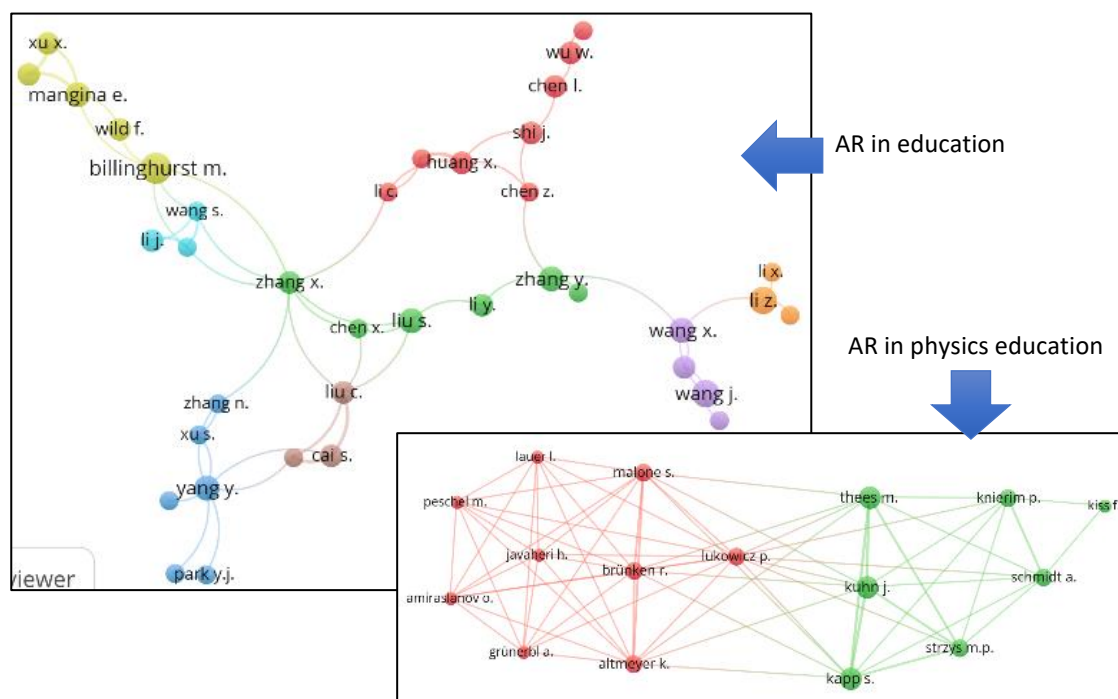 xu x.
mangina e.
wild f.
billinghurst m.
wang s.
li j.
wu w.
chen l.
shi j.
huang x.
li c.
chen z.
zhang x.
zhang y.
li y.
liu s.
chen x.
li x.
li z.
wang x.
wang j.
liu c.
cai s.
zhang n.
xu s.
yang y.
park y.j.
viewer
AR in education
AR in physics education
lauer l.
malone s.
peschel m.
javaheri h.
brünken r.
lukowicz p.
amiraslanov o.
grünerbl a.
altmeyer k.
thees m.
knierim p.
kiss f
kuhn j.
schmidt a.
strzys m.p.
kapp s.